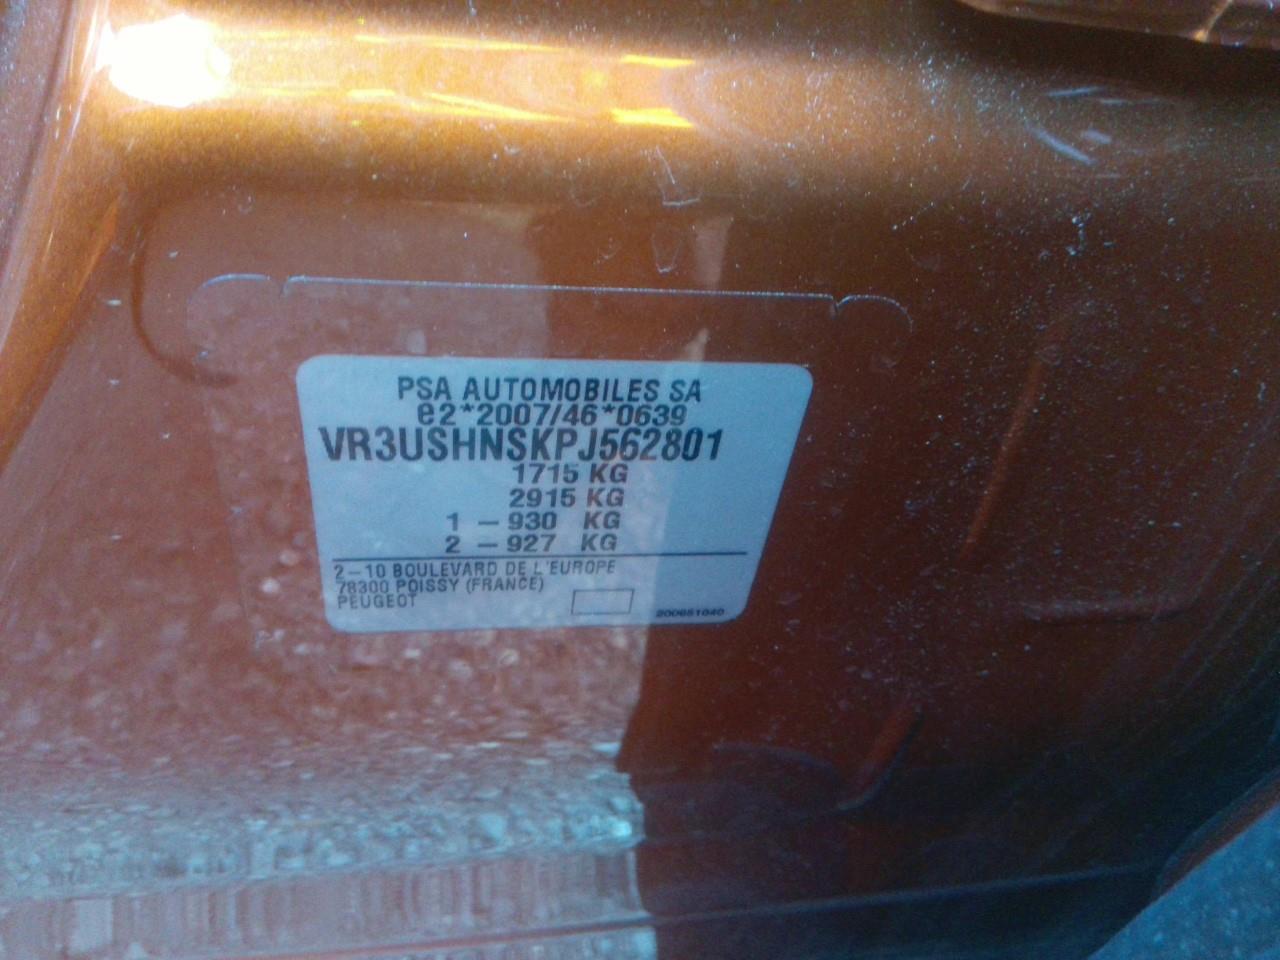 PSA AUTOMOBILES SA
e2*2007/46*0639
VR3USHNSKPJ562801
1715 KG
2915 KG
1 - 930 KG
2 - 927 KG
2-10 BOULEVARD DE L'EUROPE
78300 POISSY (FRANCE)
PEUGEOT
200651040